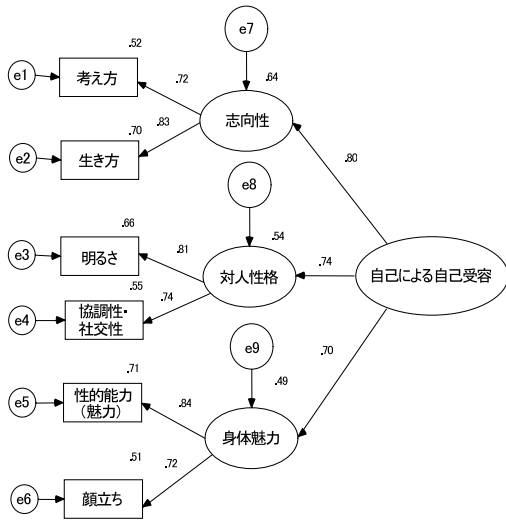 e7
.52
e1
考え方
.72
.64
志向性
.70
.83
e2
生き方
.80
e8
.66
.54
e3
明るさ
.81
対人性格
.74
自己による自己受容
.55
.74
e4
協調性・
社交性
e9
.70
.71
.49
e5
性的能力
(魅力)
.84
身体魅力
.51
.72
e6
顔立ち